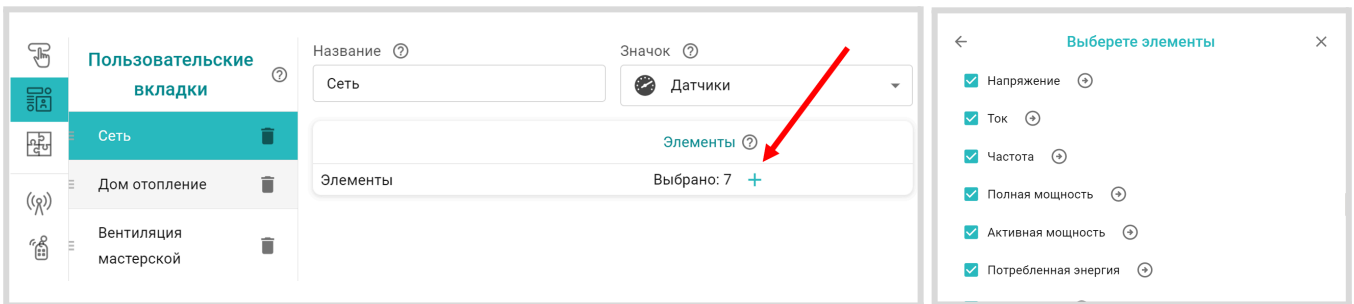 Пользовательские
вкладки
Сеть
Дом отопление
Вентиляция
мастерской
Название
Значок
Сеть
Датчики
Элементы
Элементы
Выбрано: 7
Выберете элементы
Напряжение
Ток
Частота
Полная мощность
Активная мощность
Потребленная энергия